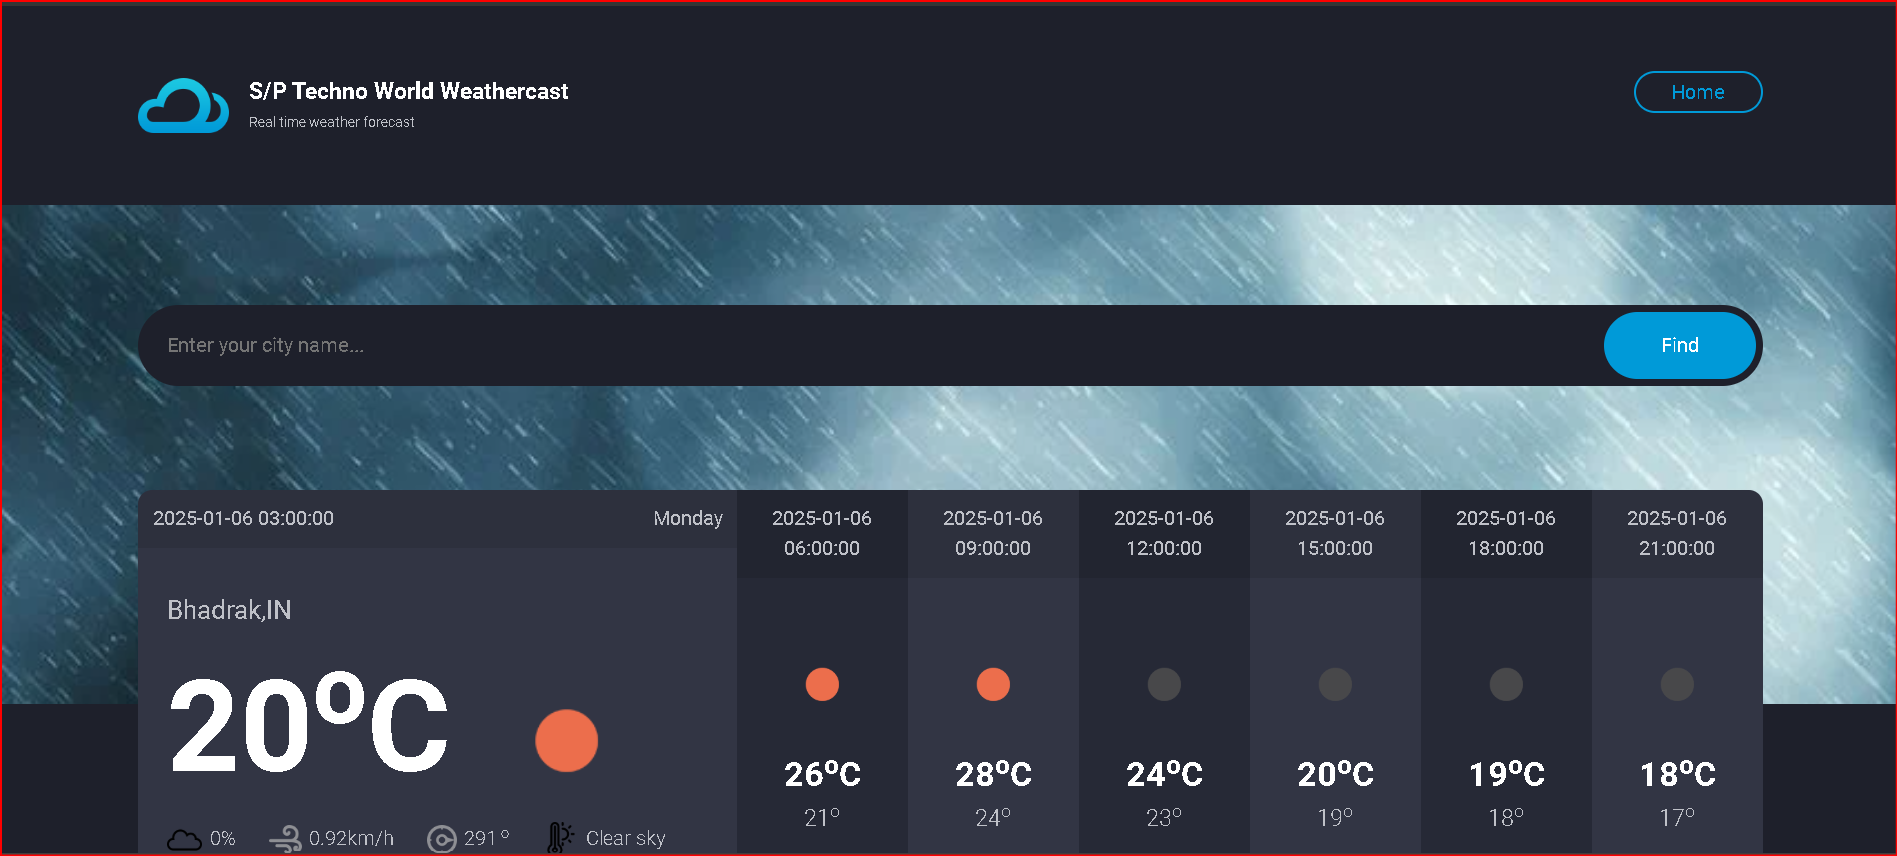 S/P Techno World Weathercast
Real time weather forecast
Home
Enter your city name...
Find
2025-01-06 03:00:00
Monday
Bhadrak,IN
20°C
0%
0.92km/h
291°
Clear sky
2025-01-06
06:00:00
26°C
21°
2025-01-06
09:00:00
28°C
24°
2025-01-06
12:00:00
24°C
23°
2025-01-06
15:00:00
20°C
19°
2025-01-06
18:00:00
19°C
18°
2025-01-06
21:00:00
18°C
17°